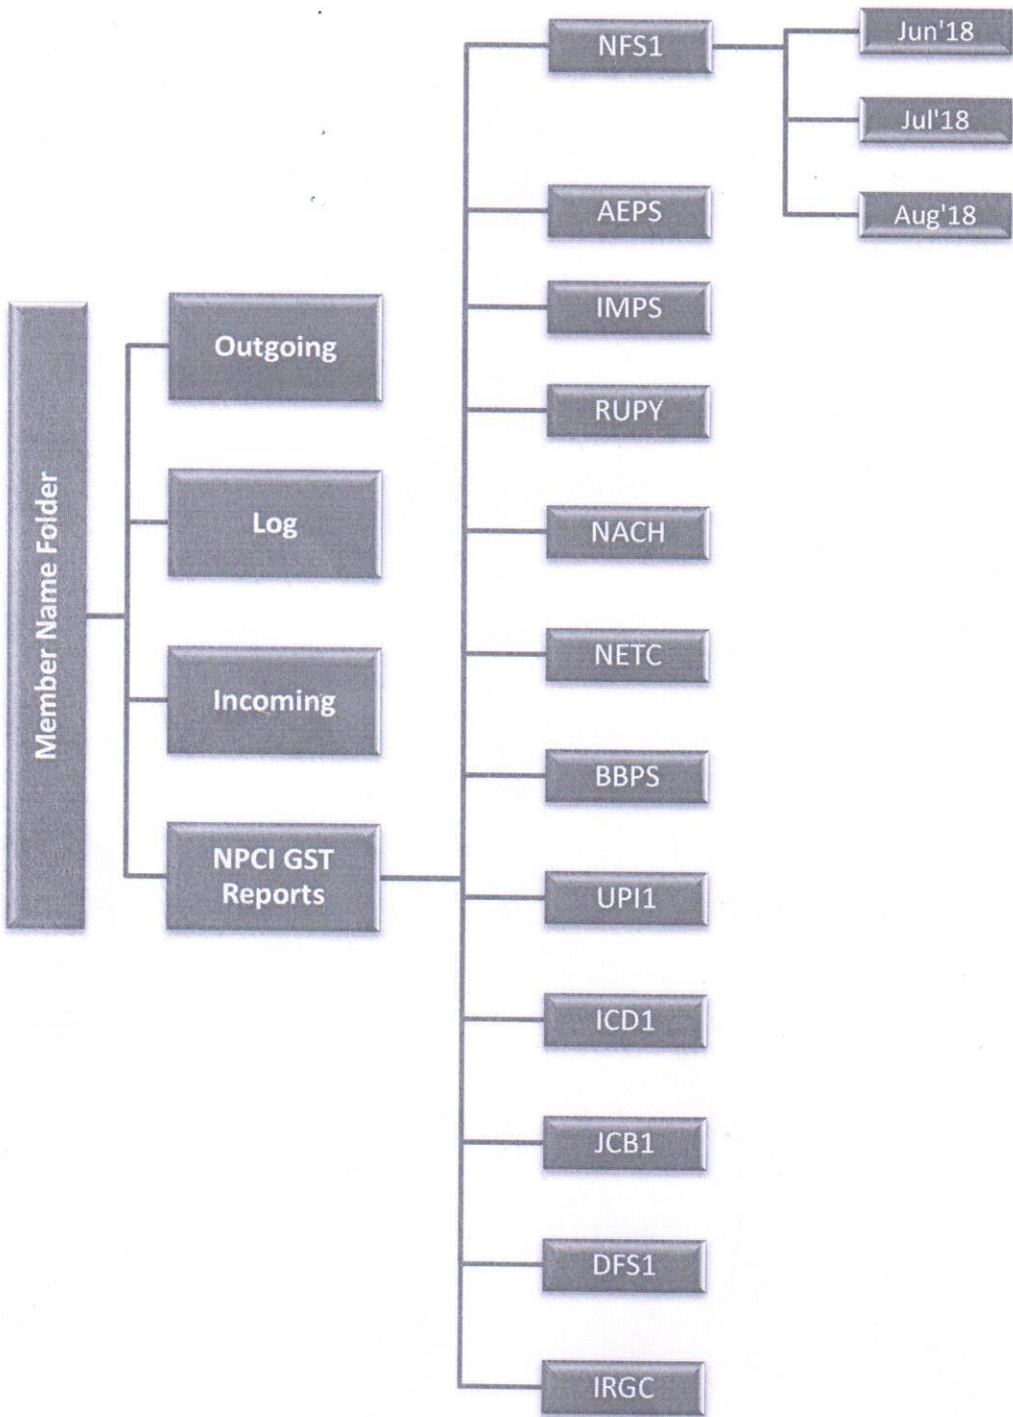 Member Name Folder
Outgoing
Log
Incoming
NPCI GST
Reports
NFS1
AEPS
IMPS
RUPY
NACH
NETC
BBPS
UPI1
ICD1
JCB1
DFS1
IRGC
Jun'18
Jul'18
Aug'18